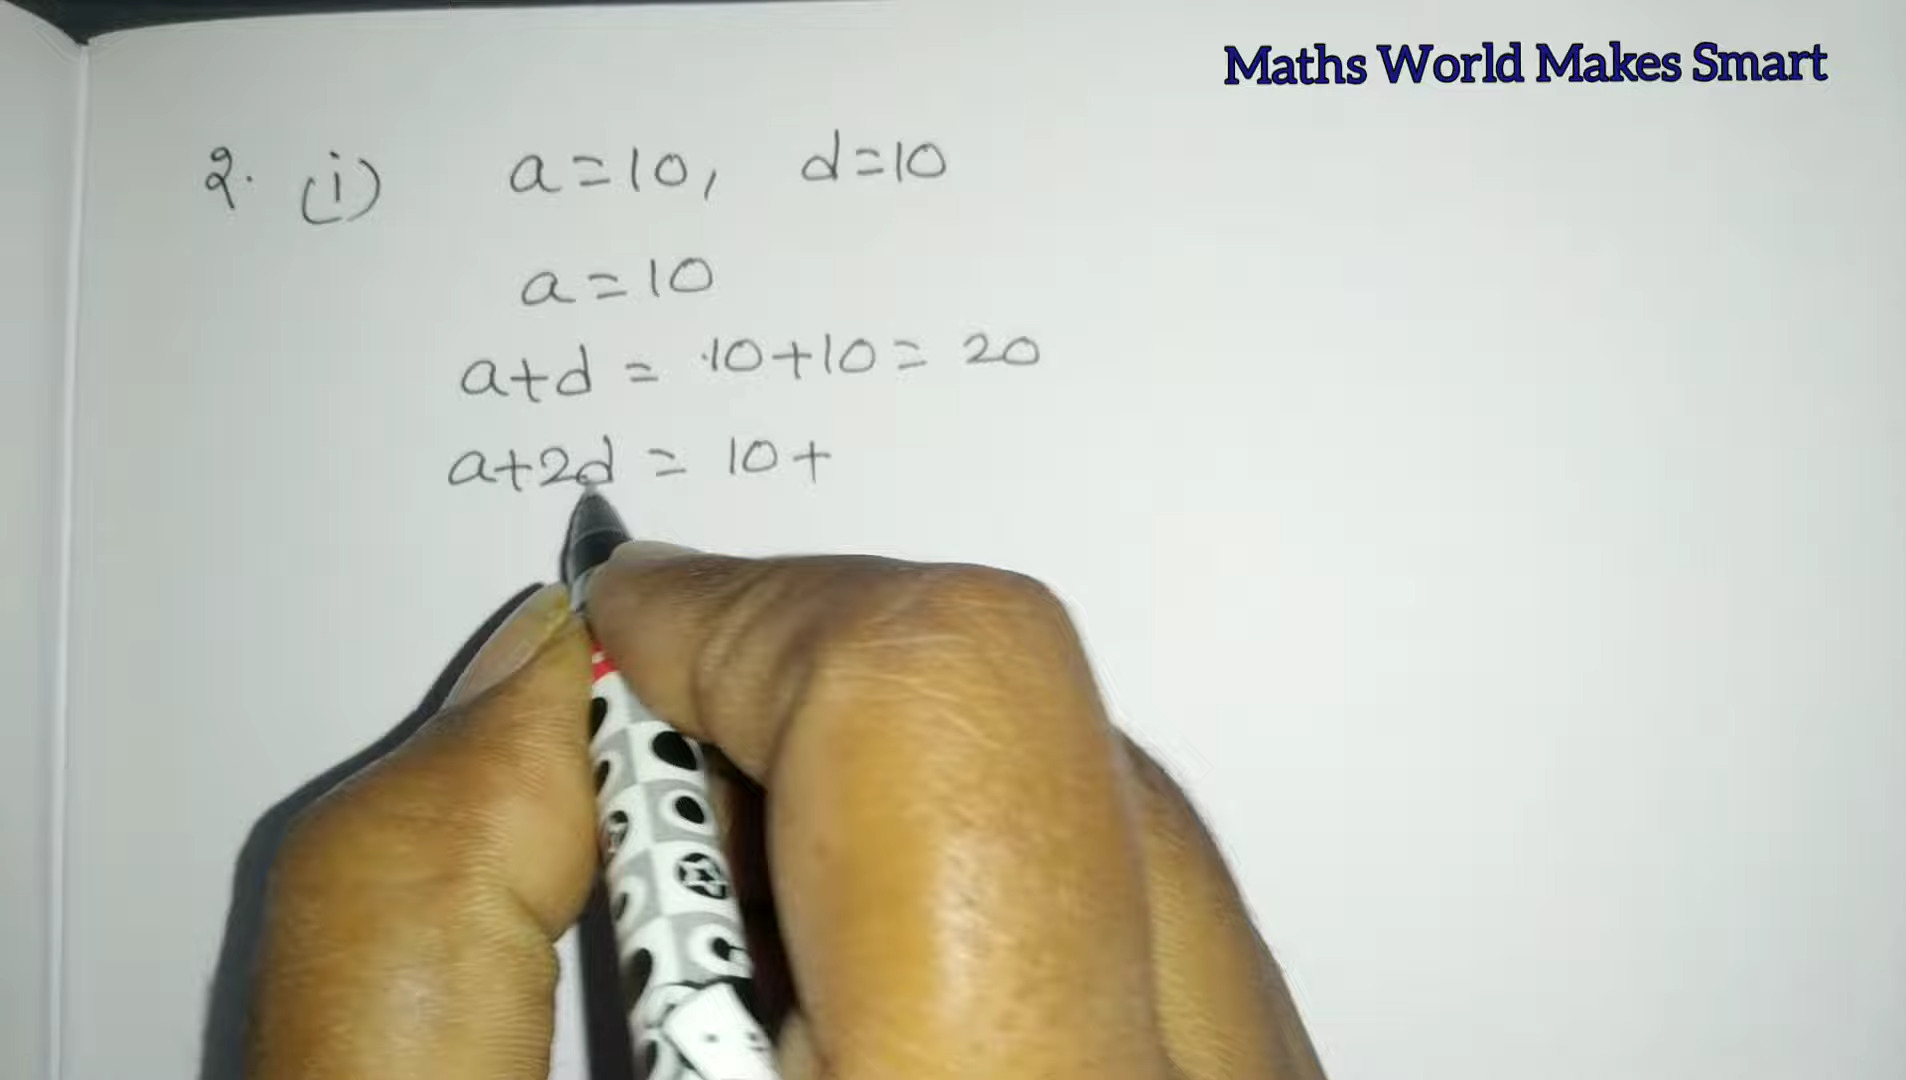 Maths World Makes Smart
2. (i) a=10, d=10
a=10
a+d = 10+10= 20
a+2d = 10+